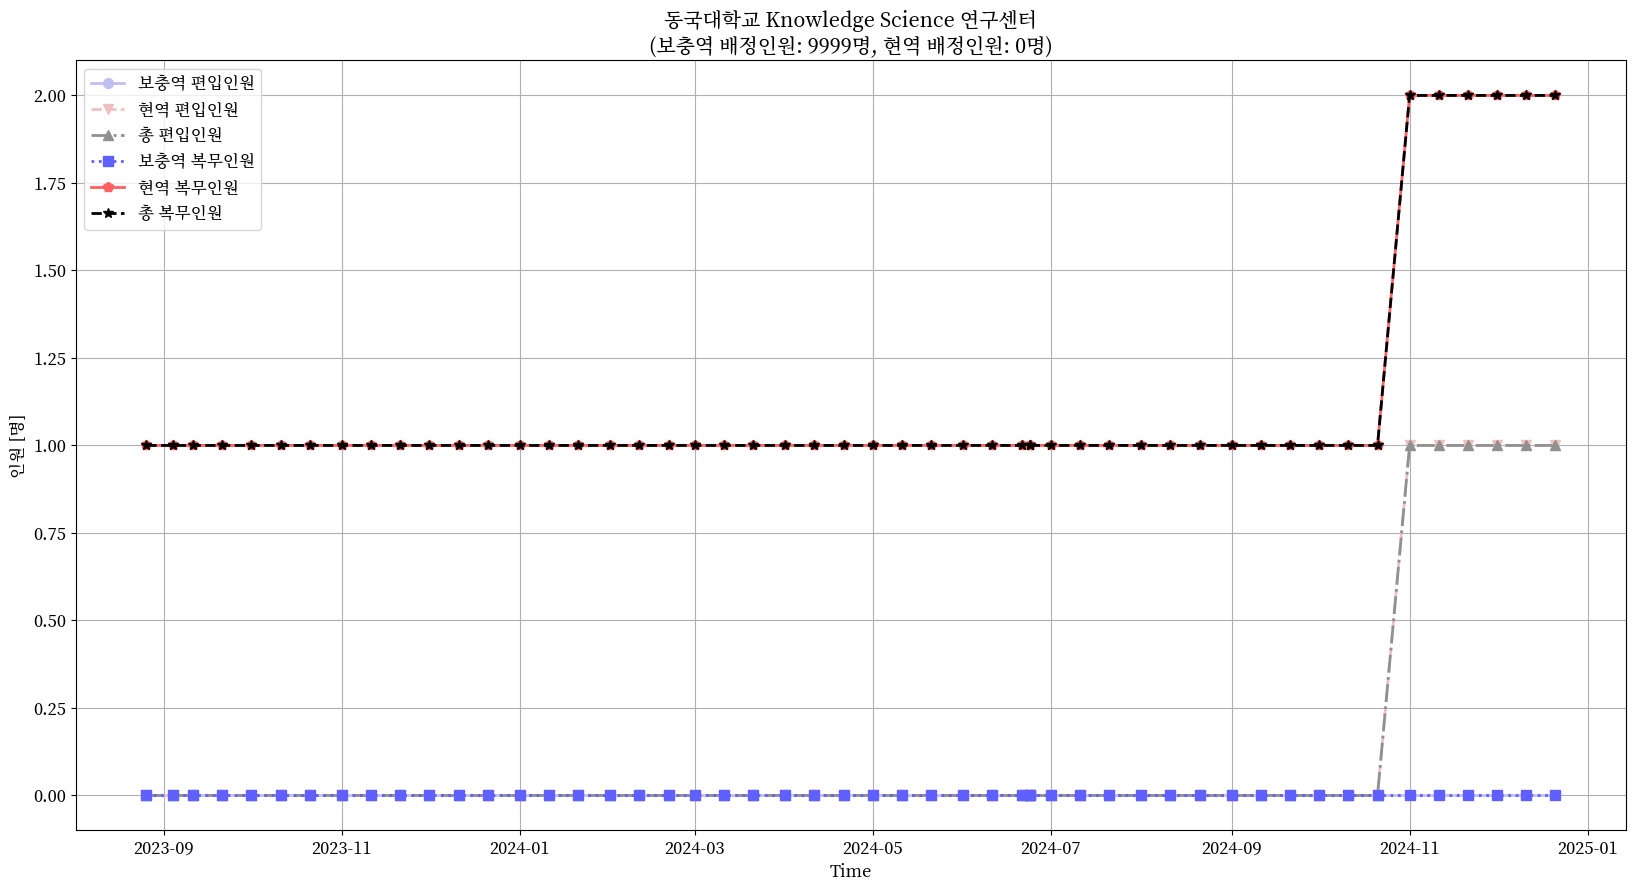 동국대학교 Knowledge Science 연구센터
(보충역 배정인원: 9999명, 현역 배정인원: 0명)
보충역 편입인원
현역 편입인원
총 편입인원
보충역 복무인원
현역 복무인원
총 복무인원
2.00
1.75
1.50
1.25
1.00
0.75
0.50
0.25
0.00
인원 [명]
2023-09 2023-11 2024-01 2024-03 2024-05 2024-07 2024-09 2024-11 2025-01
Time